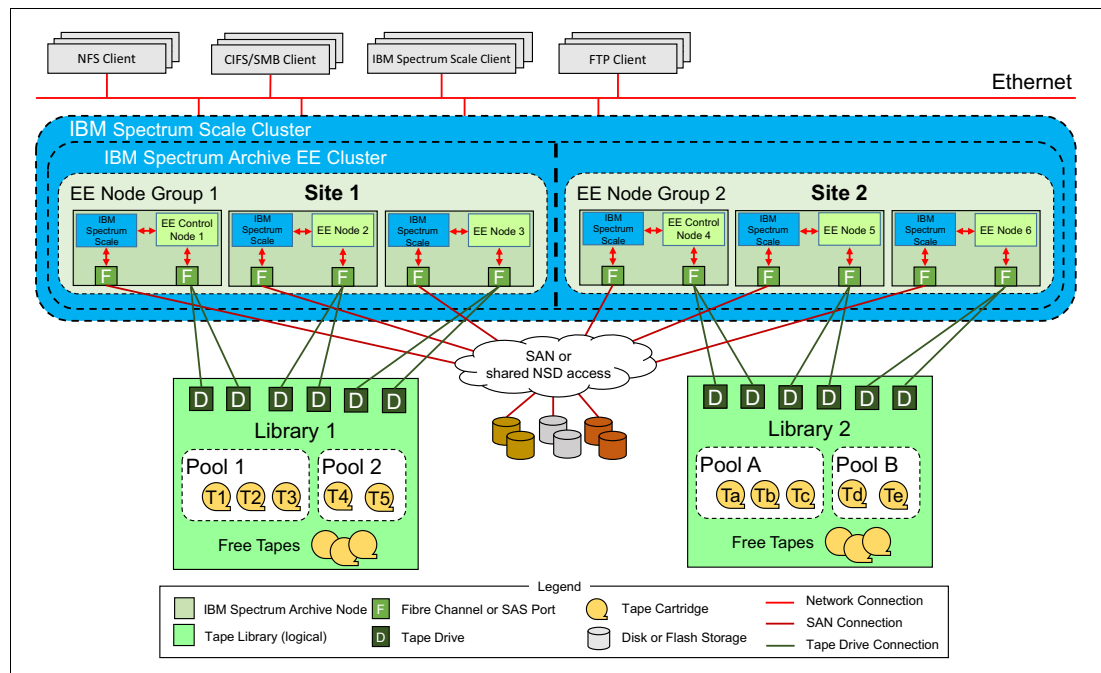 NFS Client
CIFS/SMB Client
IBM Spectrum Scale Client
FTP Client
Ethernet
IBM Spectrum Scale Cluster
IBM Spectrum Archive EE Cluster
EE Node Group 1
Site 1
EE Node Group 2
Site 2
IBM
Spectrum
Scale
EE Control
Node 1
IBM
Spectrum
Scale
EE Node 2
IBM
Spectrum
Scale
EE Node 3
IBM
Spectrum
Scale
EE Control
Node 4
IBM
Spectrum
Scale
EE Node 5
IBM
Spectrum
Scale
EE Node 6
F
F
F
F
F
F
F
F
F
F
F
F
SAN or
shared NSD access
D
D
D
D
D
D
Library 1
Pool 1
T1
T2
T3
Pool 2
T4
T5
Free Tapes
D
D
D
D
D
D
Library 2
Pool A
Ta
Tb
Tc
Pool B
Td
Te
Free Tapes
Legend
IBM Spectrum Archive Node
Tape Library (logical)
F
Fibre Channel or SAS Port
D
Tape Drive
Tape Cartridge
Disk or Flash Storage
Network Connection
SAN Connection
Tape Drive Connection